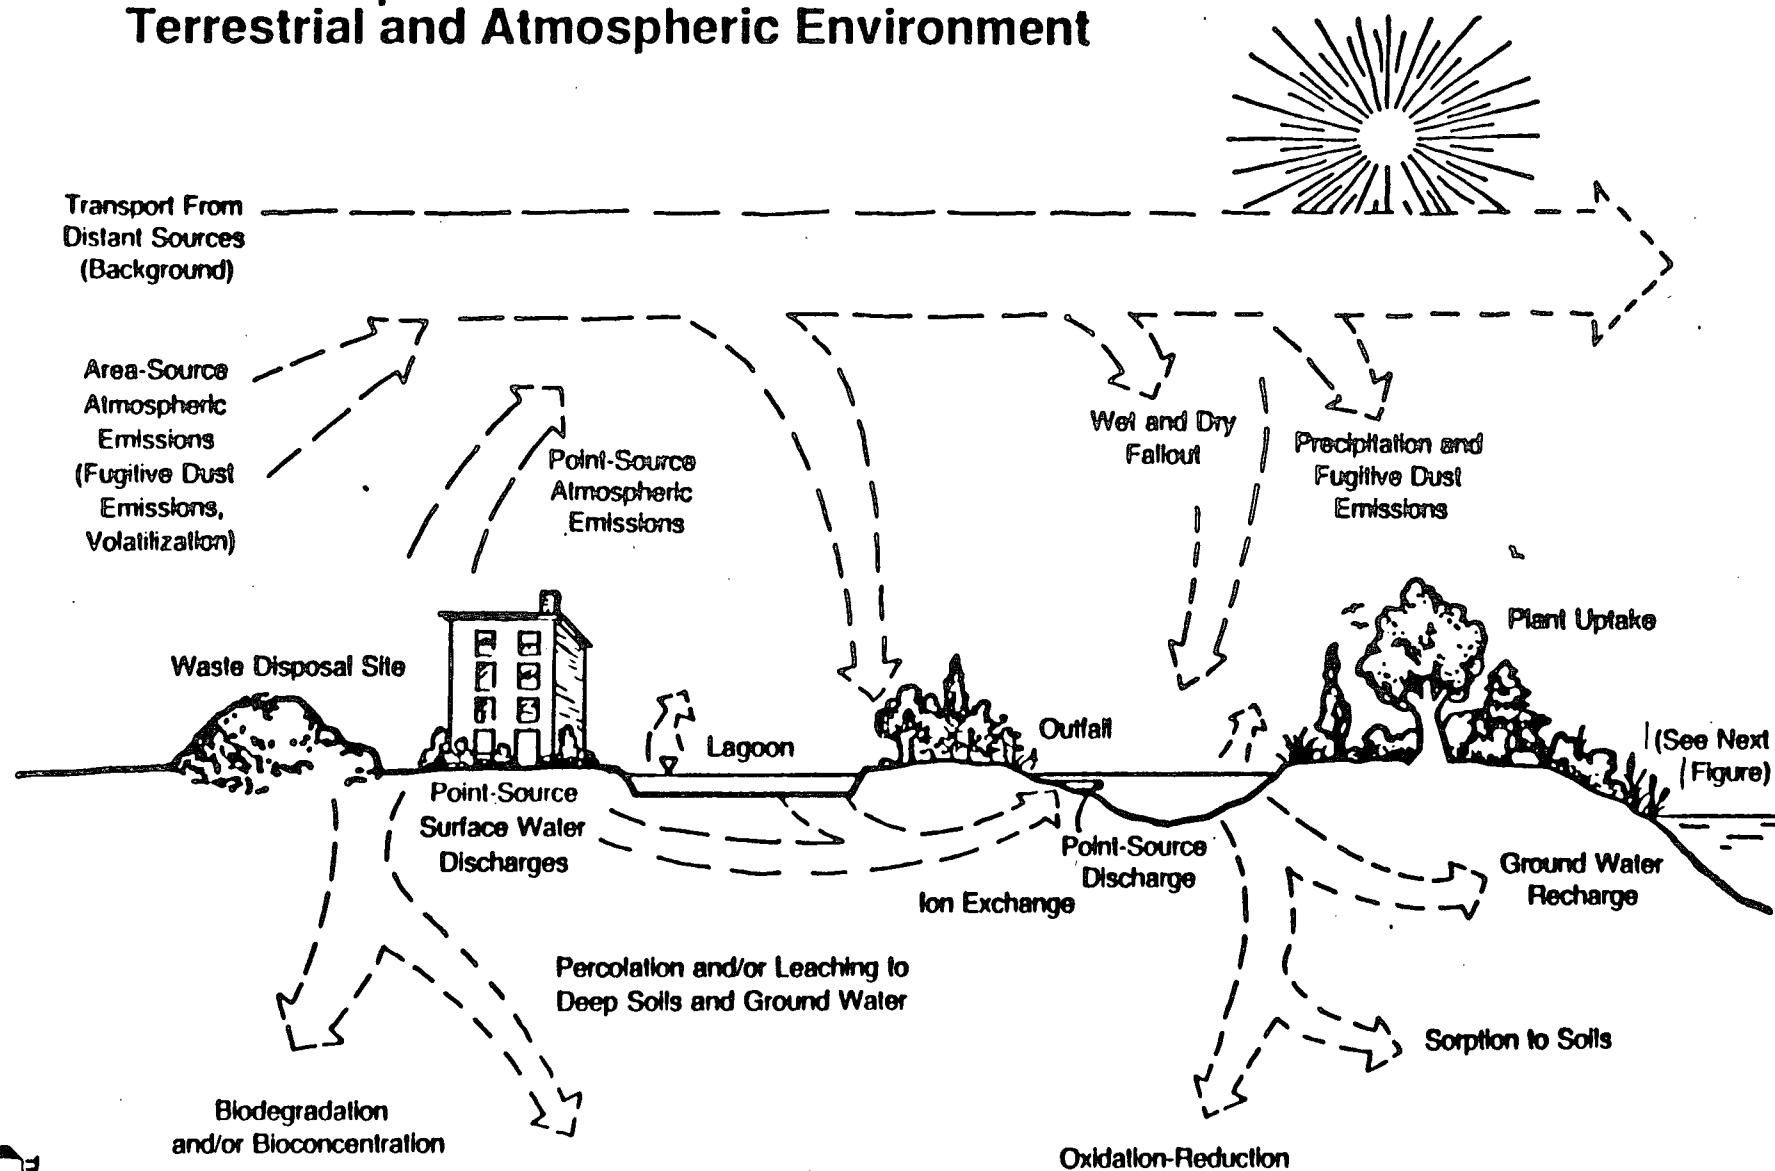 Terrestrial and Atmospheric Environment
Transport From
Distant Sources
(Background)
Area-Source
Atmospheric
Emissions
(Fugitive Dust
Emissions,
Volatilization)
Point-Source
Atmospheric
Emissions
Wet and Dry
Fallout
Precipitation and
Fugitive Dust
Emissions
Waste Disposal Site
Plant Uptake
Lagoon
Outfall
(See Next
Figure)
Point-Source
Surface Water
Discharges
Point-Source
Discharge
Ion Exchange
Ground Water
Recharge
Percolation and/or Leaching to
Deep Soils and Ground Water
Sorption to Soils
Biodegradation
and/or Bioconcentration
Oxidation-Reduction